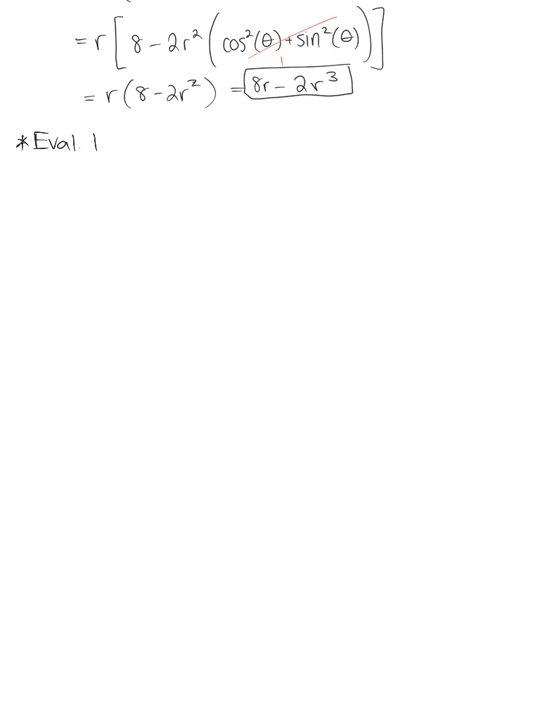 = r [ 8 - 2r² ( cos²(θ) + sin²(θ) ) ]
1
= r ( 8 - 2r² ) = 8r - 2r³
*Eval. 1